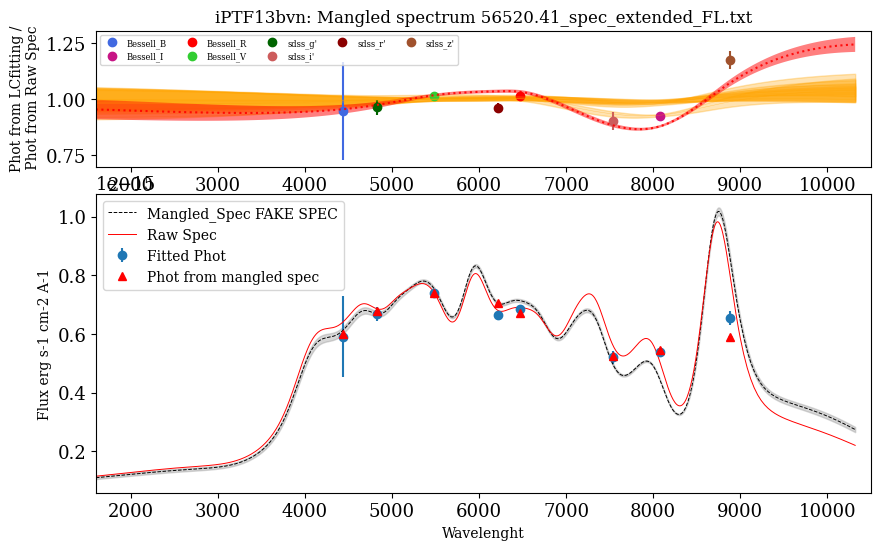 iPTF13bvn: Mangled spectrum 56520.41_spec_extended_FL.txt
Phot from LCfitting /
Phot from Raw Spec
1.25
1.00
0.75
Bessell_B
Bessell_R
sdss_g'
sdss_r'
sdss_z'
Bessell_I
Bessell_V
sdss_i'
2000 3000 4000 5000 6000 7000 8000 9000 10000
1e−15
Flux erg s-1 cm-2 A-1
1.0
0.8
0.6
0.4
0.2
Mangled_Spec FAKE SPEC
Raw Spec
Fitted Phot
Phot from mangled spec
2000 3000 4000 5000 6000 7000 8000 9000 10000
Wavelenght